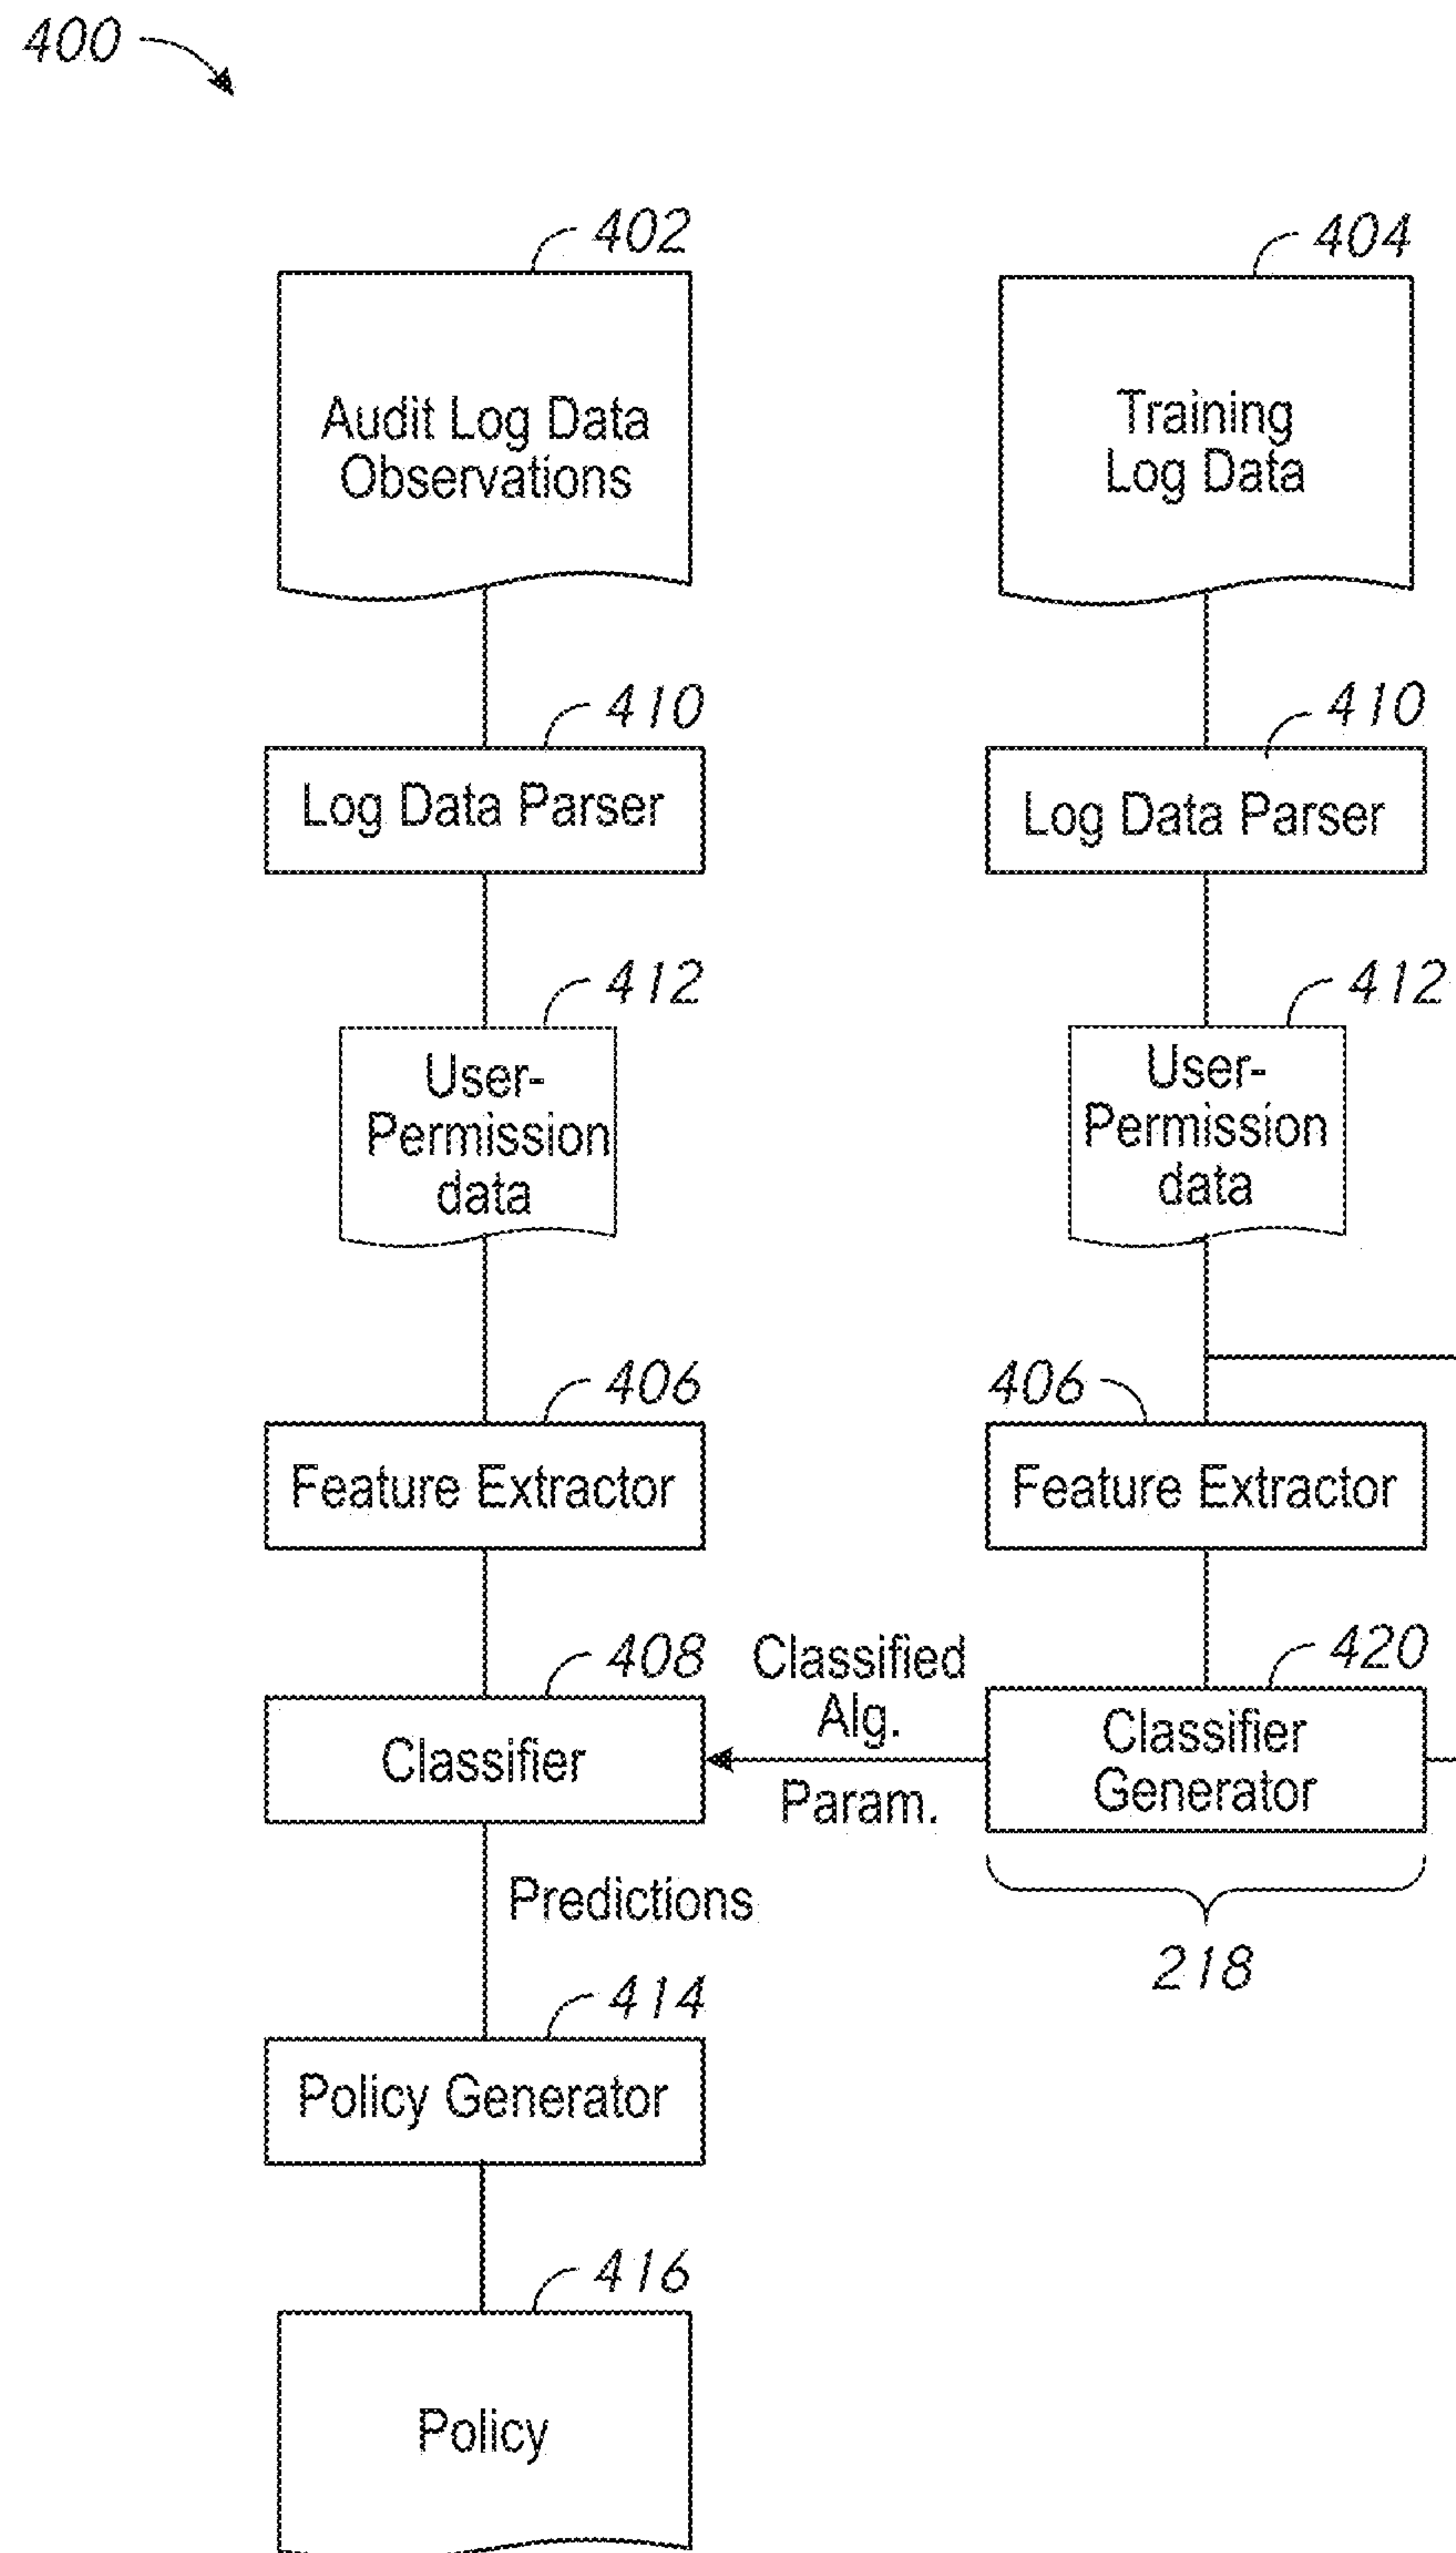 400
402
Audit Log Data
Observations
404
Training
Log Data
410
Log Data Parser
410
Log Data Parser
412
User-
Permission
data
412
User-
Permission
data
406
Feature Extractor
406
Feature Extractor
408
Classifier
Classified
Alg.
Param.
420
Classifier
Generator
218
Predictions
414
Policy Generator
416
Policy